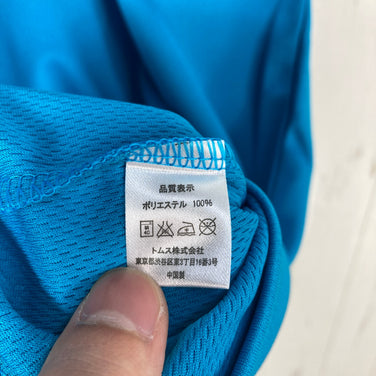 品質表示
ポリエステル 100%
40
トムス株式会社
東京都渋谷区東3丁目16番3号
中国製